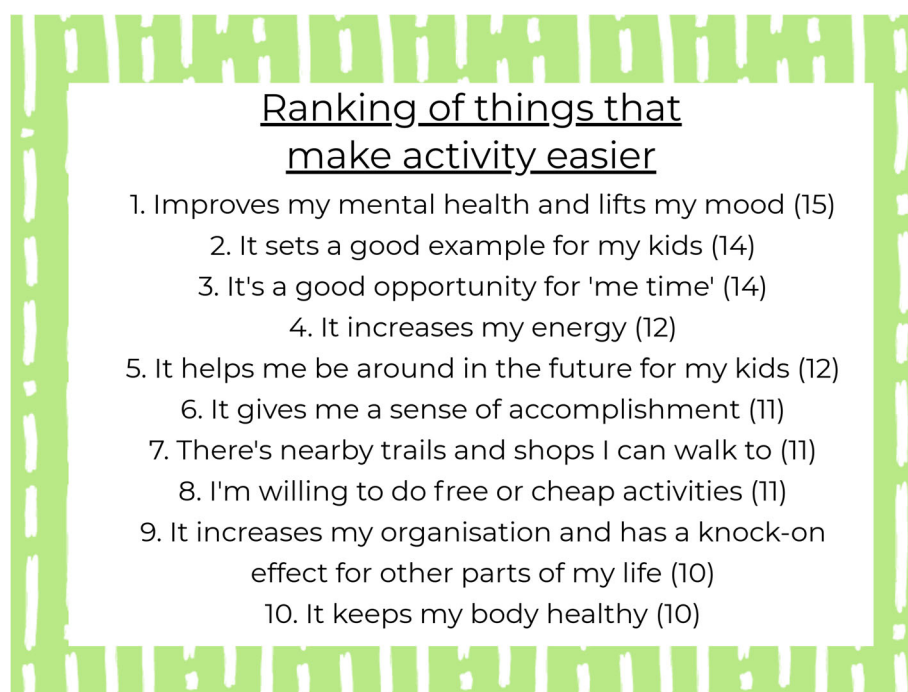 Ranking of things that
make activity easier
1. Improves my mental health and lifts my mood (15)
2. It sets a good example for my kids (14)
3. It's a good opportunity for 'me time' (14)
4. It increases my energy (12)
5. It helps me be around in the future for my kids (12)
6. It gives me a sense of accomplishment (11)
7. There's nearby trails and shops I can walk to (11)
8. I'm willing to do free or cheap activities (11)
9. It increases my organisation and has a knock-on
effect for other parts of my life (10)
10. It keeps my body healthy (10)